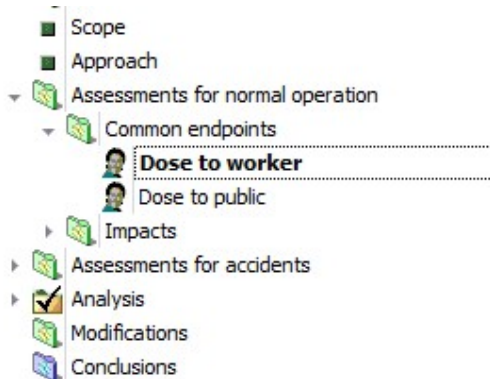 Scope
Approach
Assessments for normal operation
Common endpoints
Dose to worker
Dose to public
Impacts
Assessments for accidents
Analysis
Modifications
Conclusions